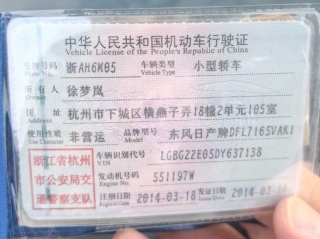 中华人民共和国机动车行驶证
Vehicle License of the People's Republic of China
号牌号码 浙AH6M05 车辆类型 小型轿车
Vehicle Type
所有人 徐梦岚
住址 杭州市下城区横燕子弄18幢2单元105室
使用性质 非营运 品牌型号 东风日产牌DFL7165VAK1
车辆识别代号 LGBG22E05DY637138
VIN
发动机号码 551197W
Engine No.
注册日期 2014-03-18 发证日期 2014-03-18
浙江省杭州
市公安局交
通警察支队